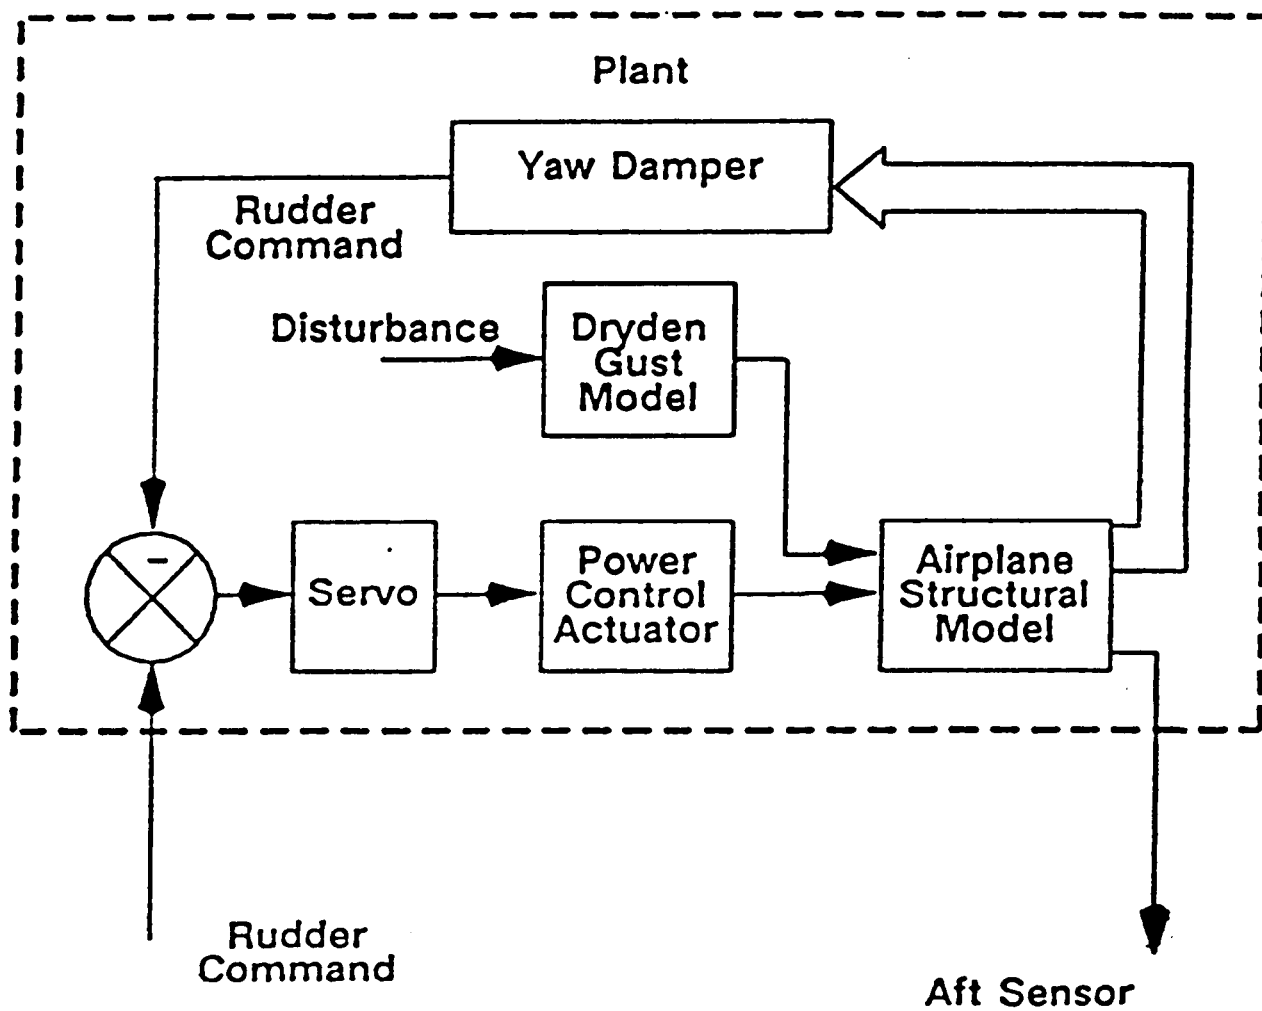 Plant
Yaw Damper
Rudder
Command
Disturbance
Dryden
Gust
Model
-
Servo
Power
Control
Actuator
Airplane
Structural
Model
Rudder
Command
Aft Sensor